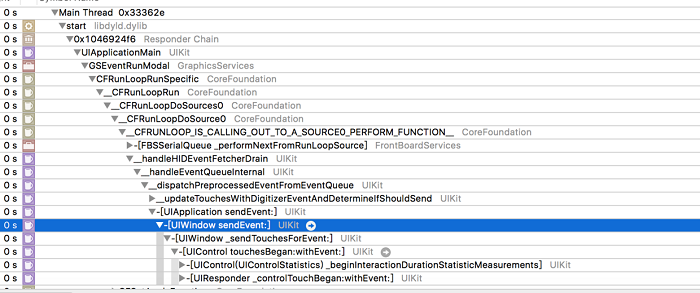 0 s Main Thread 0x33362e
0 s start libdyld.dylib
0 s 0x1046924f6 Responder Chain
0 s UIApplicationMain UIKit
0 s GSEventRunModal GraphicsServices
0 s CFRunLoopRunSpecific CoreFoundation
0 s __CFRunLoopRun CoreFoundation
0 s __CFRunLoopDoSources0 CoreFoundation
0 s __CFRunLoopDoSource0 CoreFoundation
0 s __CFRUNLOOP_IS_CALLING_OUT_TO_A_SOURCE0_PERFORM_FUNCTION__ CoreFoundation
0 s -[FBSSerialQueue _performNextFromRunLoopSource] FrontBoardServices
0 s __handleHIDEventFetcherDrain UIKit
0 s __handleEventQueueInternal UIKit
0 s __dispatchPreprocessedEventFromEventQueue UIKit
0 s __updateTouchesWithDigitizerEventAndDetermineIfShouldSend UIKit
0 s -[UIApplication sendEvent:] UIKit
0 s -[UIWindow sendEvent:] UIKit
0 s -[UIWindow _sendTouchesForEvent:] UIKit
0 s -[UIControl touchesBegan:withEvent:] UIKit
0 s -[UIControl(UIControlStatistics) _beginInteractionDurationStatisticMeasurements] UIKit
0 s -[UIResponder _controlTouchBegan:withEvent:] UIKit